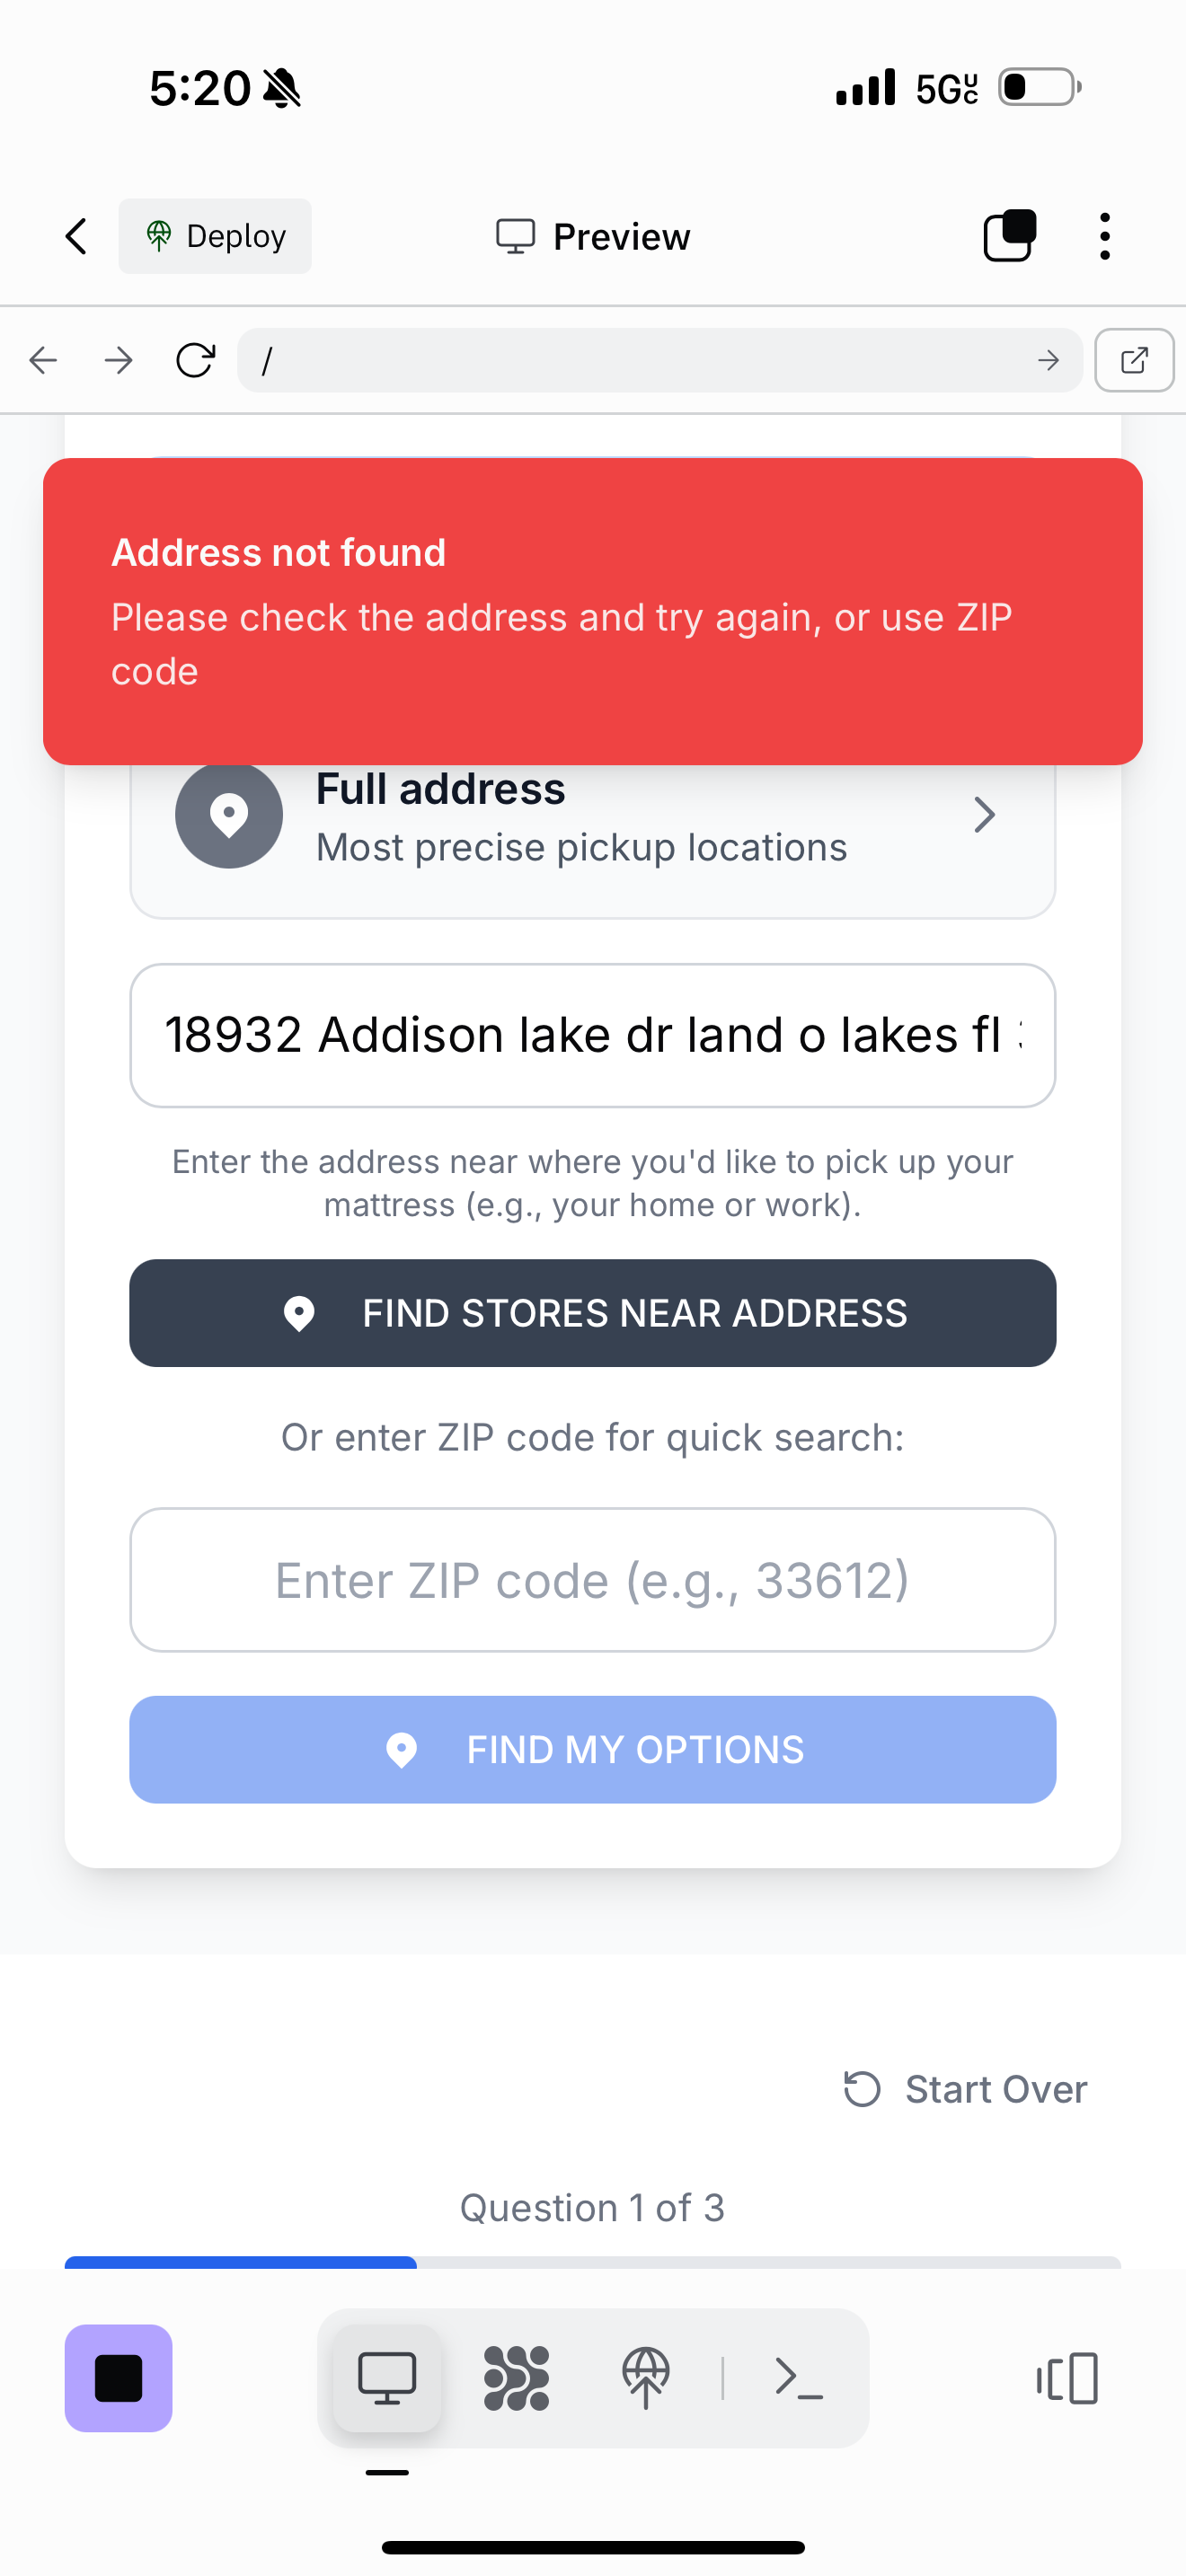 5:20
5G UC
Deploy
Preview
/
Address not found
Please check the address and try again, or use ZIP
code
Full address
Most precise pickup locations
18932 Addison lake dr land o lakes fl
Enter the address near where you'd like to pick up your
mattress (e.g., your home or work).
FIND STORES NEAR ADDRESS
Or enter ZIP code for quick search:
Enter ZIP code (e.g., 33612)
FIND MY OPTIONS
Start Over
Question 1 of 3